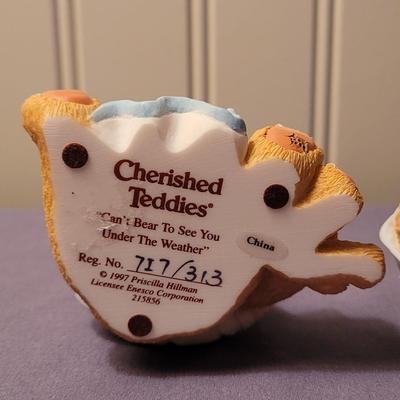 Cherished
Teddies®
"Can't Bear To See You
Under The Weather"
Reg. No. 7I7/313
© 1997 Priscilla Hillman
Licensee Enesco Corporation
215856
China